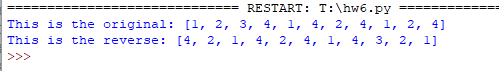 ============================= RESTART: T:\hw6.py =============
This is the original: [1, 2, 3, 4, 1, 4, 2, 4, 1, 2, 4]
This is the reverse: [4, 2, 1, 4, 2, 4, 1, 4, 3, 2, 1]
>>>